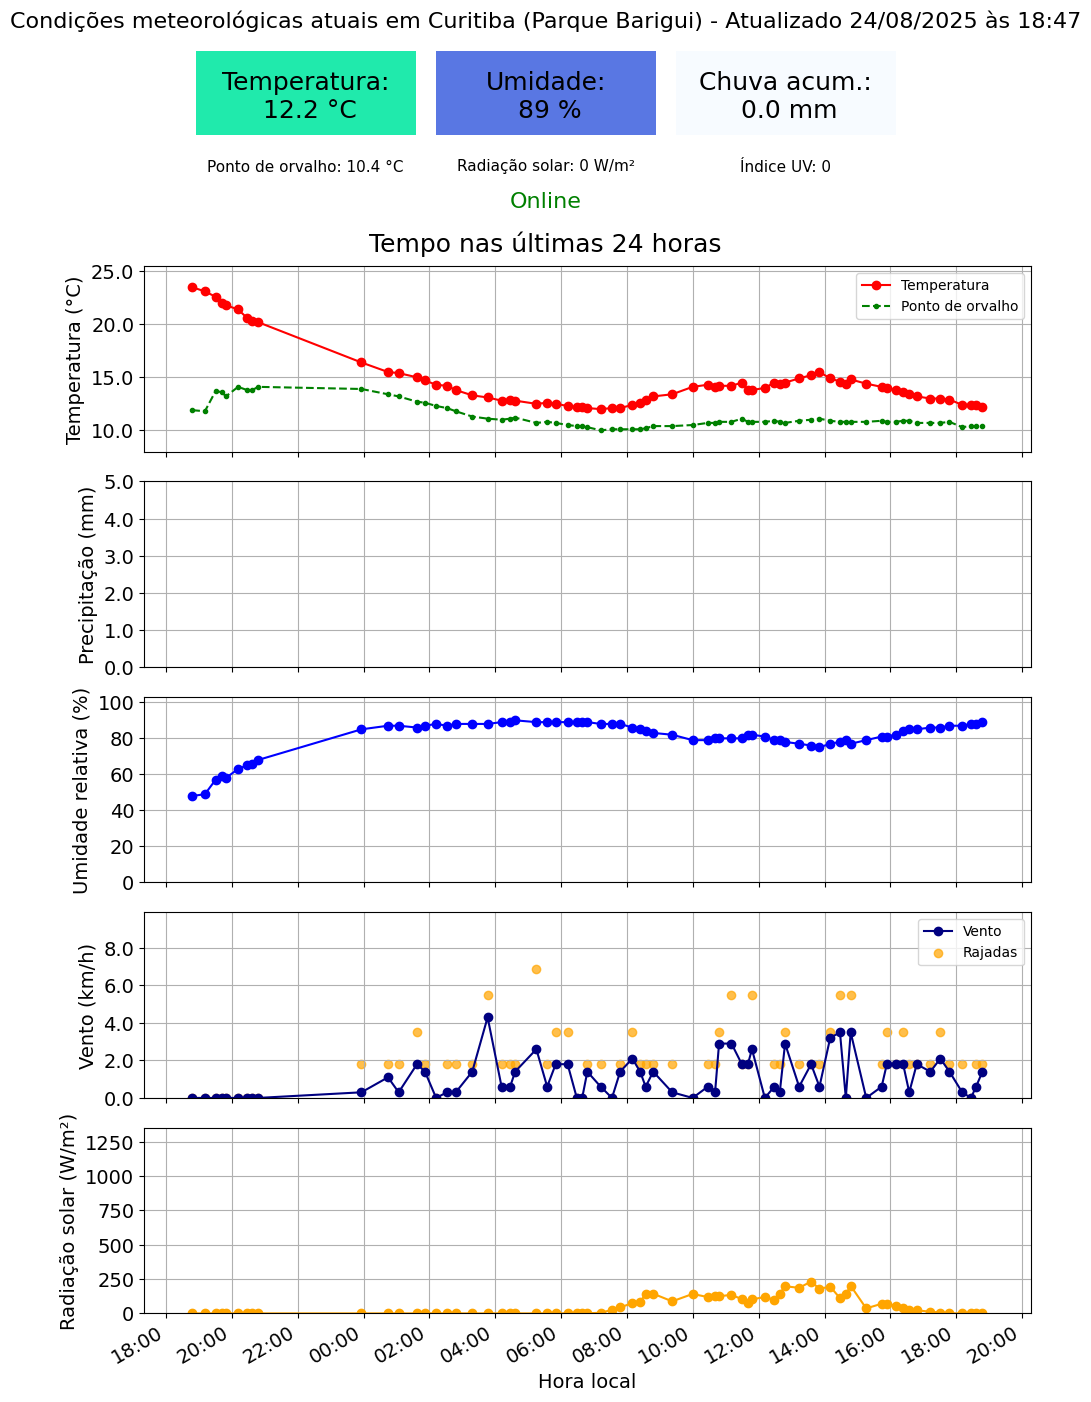 Condições meteorológicas atuais em Curitiba (Parque Barigui) - Atualizado 24/08/2025 às 18:47
Temperatura:
12.2 °C
Umidade:
89 %
Chuva acum.:
0.0 mm
Ponto de orvalho: 10.4 °C
Radiação solar: 0 W/m²
Índice UV: 0
Online
Tempo nas últimas 24 horas
Temperatura (°C)
25.0
20.0
15.0
10.0
Temperatura
Ponto de orvalho
Precipitação (mm)
5.0
4.0
3.0
2.0
1.0
0.0
Umidade relativa (%)
100
80
60
40
20
0
Vento (km/h)
8.0
6.0
4.0
2.0
0.0
Vento
Rajadas
Radiação solar (W/m²)
1250
1000
750
500
250
0
18:00
20:00
22:00
00:00
02:00
04:00
06:00
08:00
10:00
12:00
14:00
16:00
18:00
20:00
Hora local